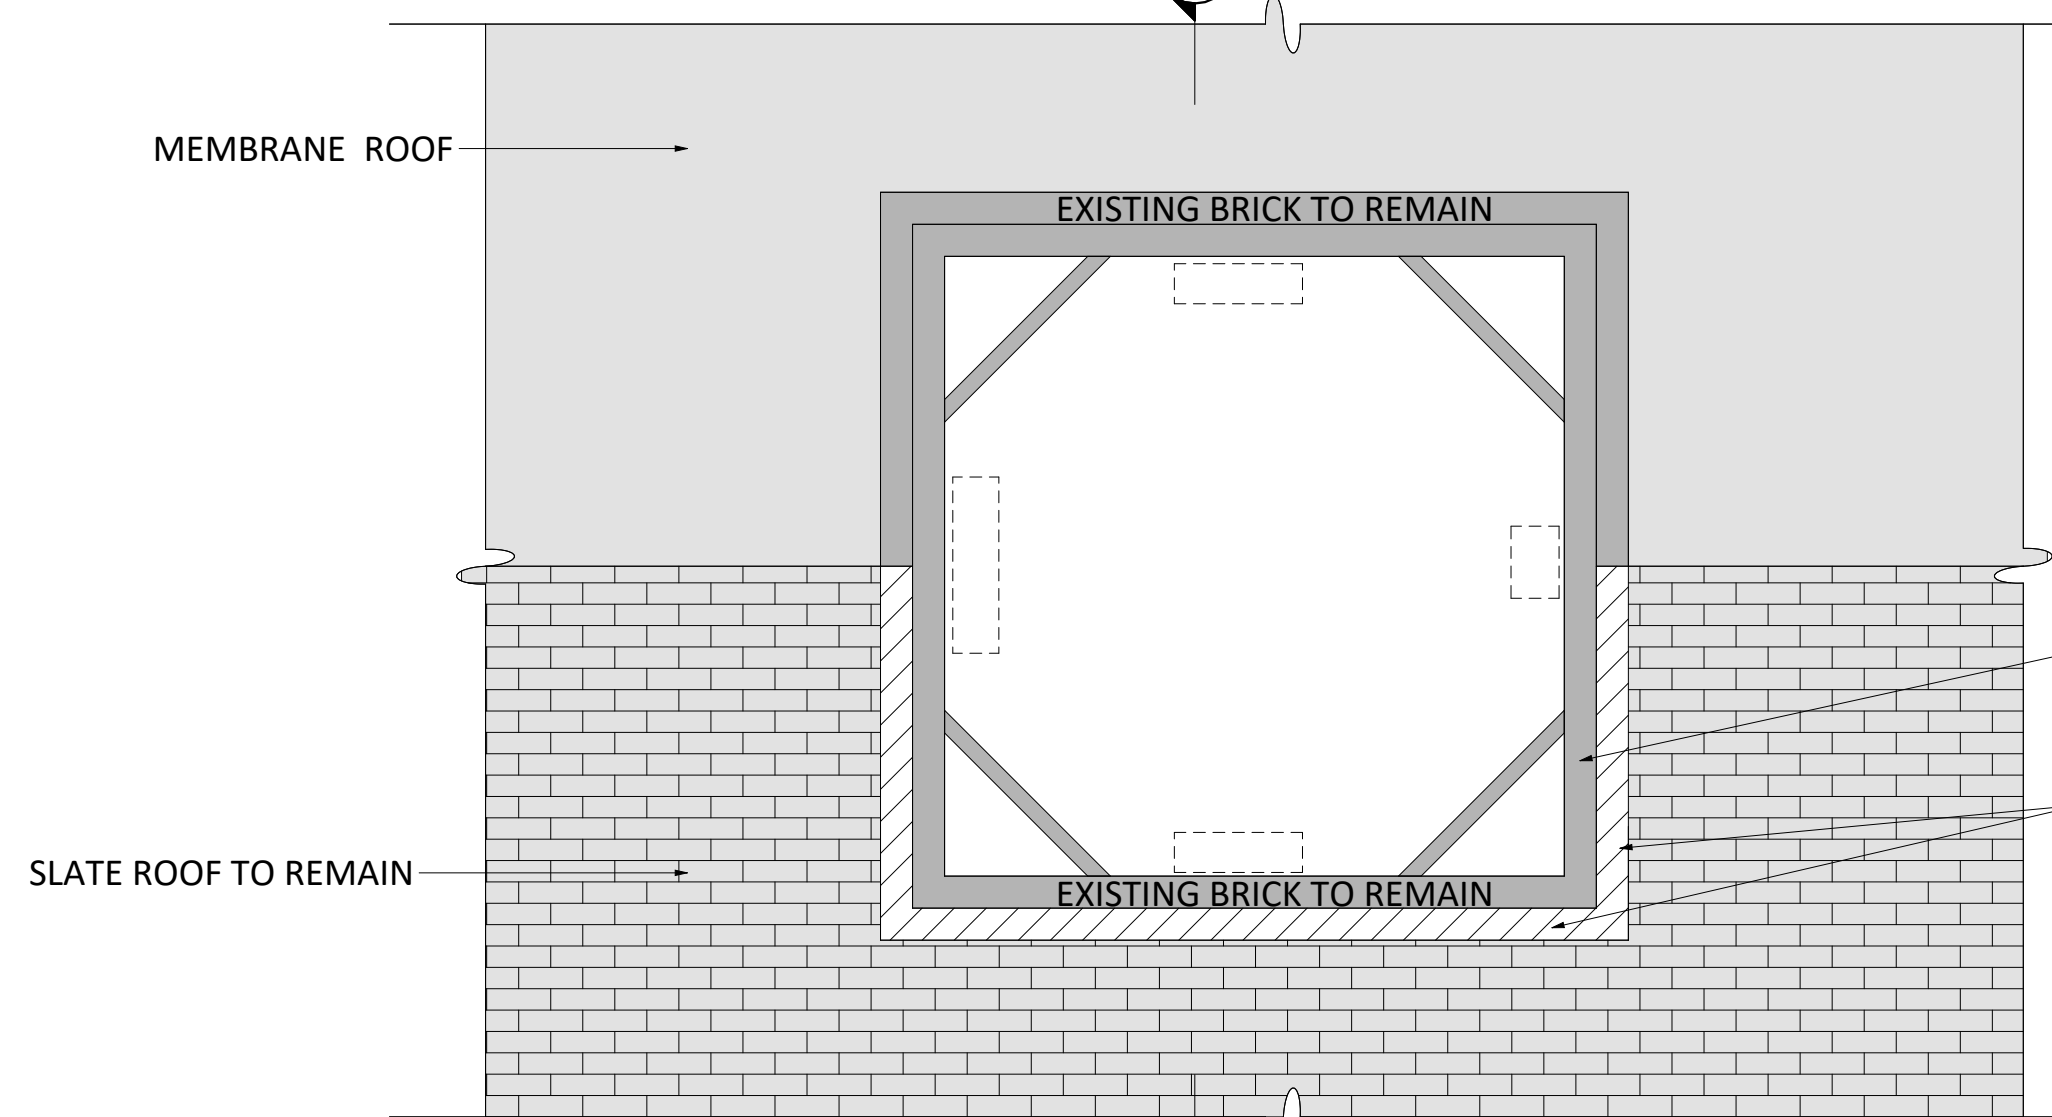 MEMBRANE ROOF
EXISTING BRICK TO REMAIN
SLATE ROOF TO REMAIN
EXISTING BRICK TO REMAIN